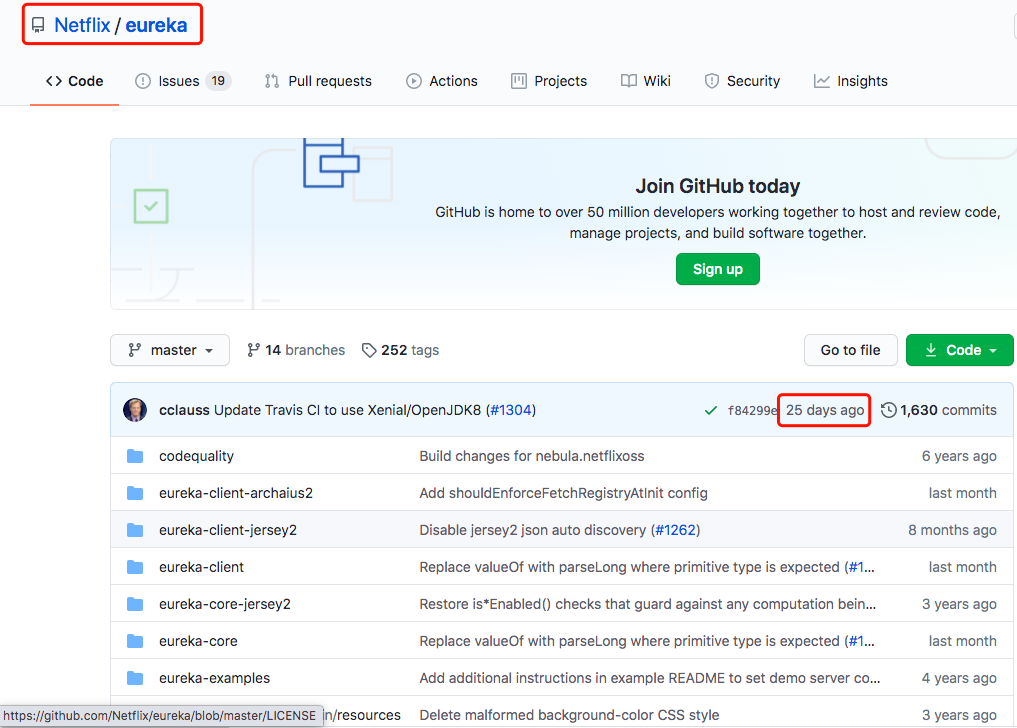 Netflix / eureka
Code Issues 19 Pull requests Actions Projects Wiki Security Insights
Join GitHub today
GitHub is home to over 50 million developers working together to host and review code,
manage projects, and build software together.
Sign up
master 14 branches 252 tags Go to file Code
cclauss Update Travis CI to use Xenial/OpenJDK8 (#1304) f84299e 25 days ago 1,630 commits
codequality Build changes for nebula.netflixoss 6 years ago
eureka-client-archaius2 Add shouldEnforceFetchRegistryAtInit config last month
eureka-client-jersey2 Disable jersey2 json auto discovery (#1262) 8 months ago
eureka-client Replace valueOf with parseLong where primitive type is expected (#1... last month
eureka-core-jersey2 Restore is*Enabled() checks that guard against any computation bein... 3 years ago
eureka-core Replace valueOf with parseLong where primitive type is expected (#1... last month
eureka-examples Add additional instructions in example README to set demo server co... 4 years ago
https://github.com/Netflix/eureka/blob/master/LICENSE in/resources Delete malformed background-color CSS style 3 years ago